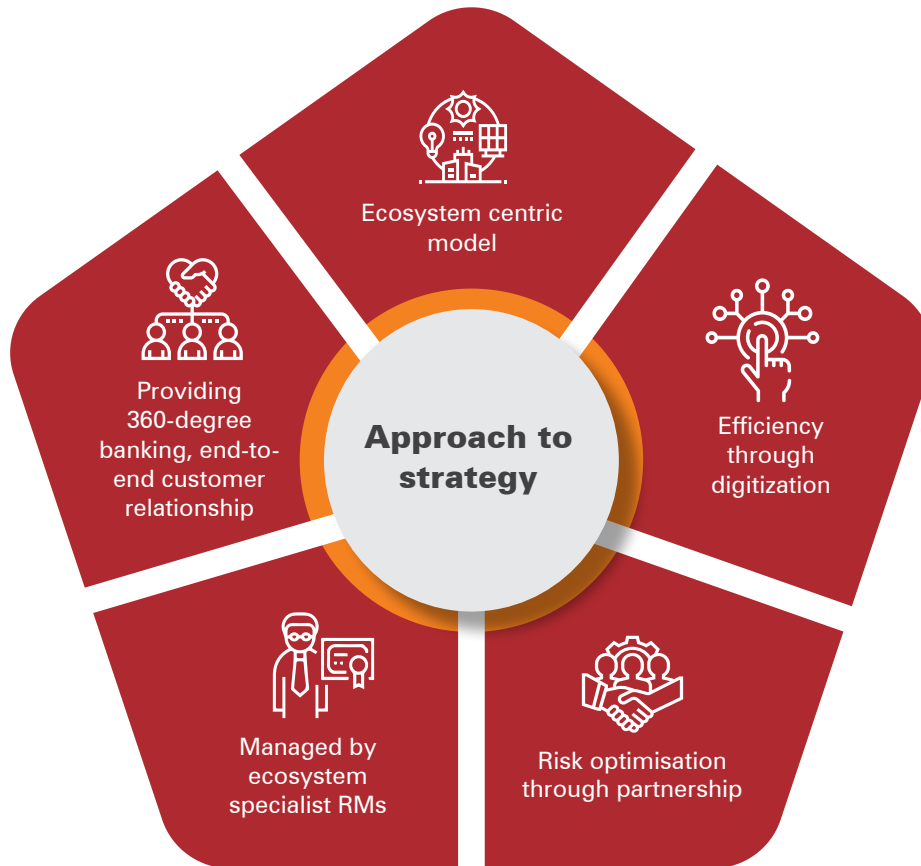 Ecosystem centric
model
Efficiency
through
digitization
Risk optimisation
through partnership
Managed by
ecosystem
specialist RMs
Providing
360-degree
banking, end-to-
end customer
relationship
Approach to
strategy